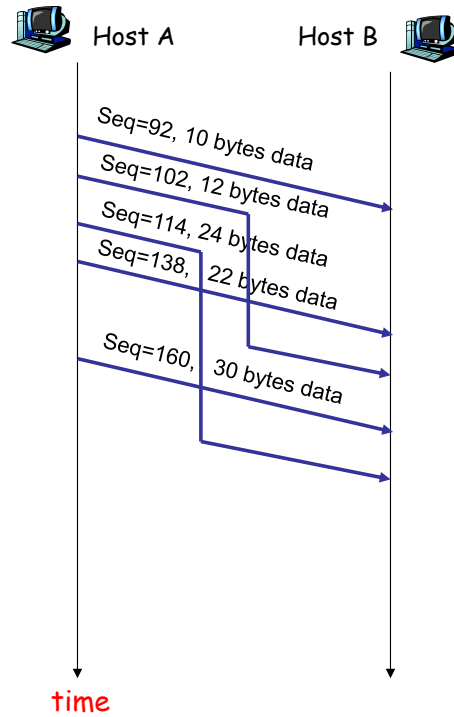 Host A
Host B
Seq=92, 10 bytes data
Seq=102, 12 bytes data
Seq=114, 24 bytes data
Seq=138, 22 bytes data
Seq=160, 30 bytes data
time